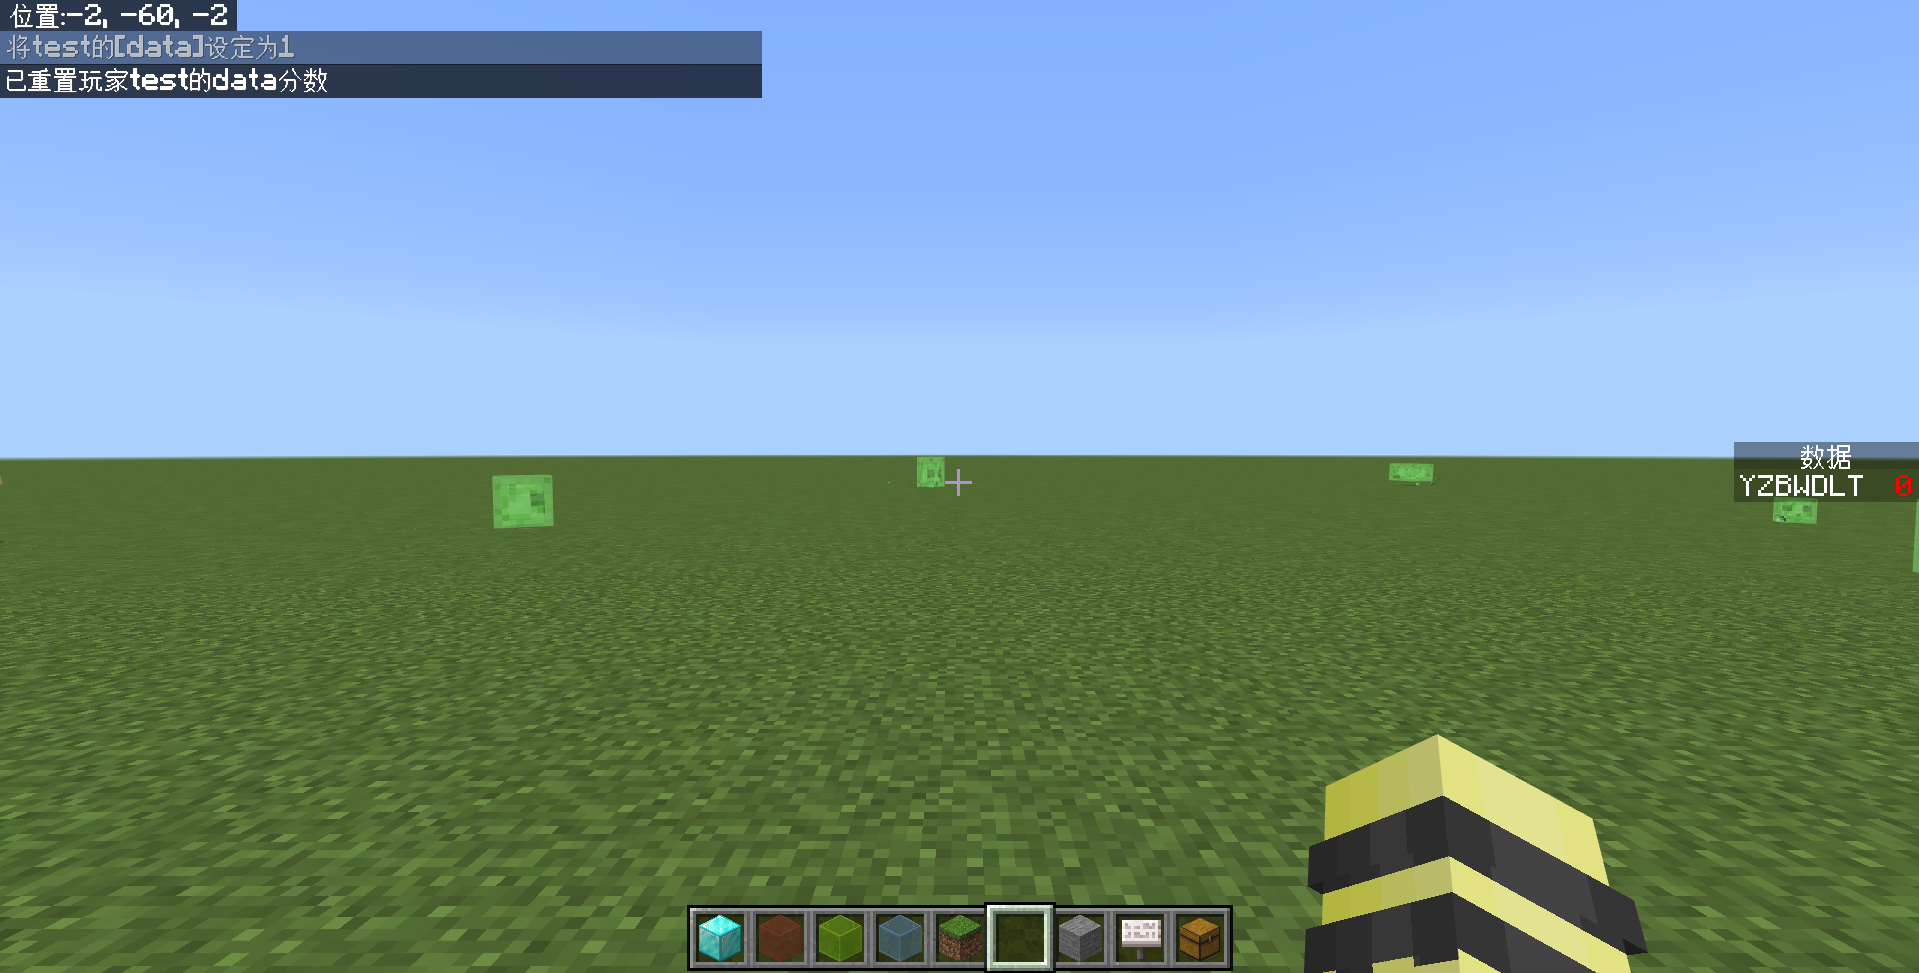 位置:-2, -60, -2
将test的[data]设定为1
已重置玩家test的data分数
数据
YZBWDLT 0